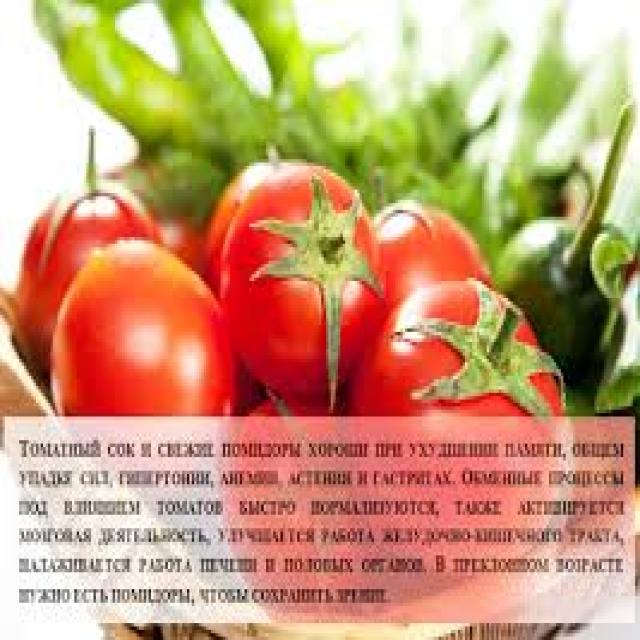 Томатный сок и свежие помидоры хороши при ухудшении памяти, общем
упадке сил, гипертонии, анемии, астении и гастритах. Обменные процессы
под влиянием томатов быстро нормализуются, также активируется
мозговая деятельность, улучшается работа желудочно-кишечного тракта,
налаживается работа печени и половых органов. В преклонном возрасте
нужно есть помидоры, чтобы сохранить зрение.